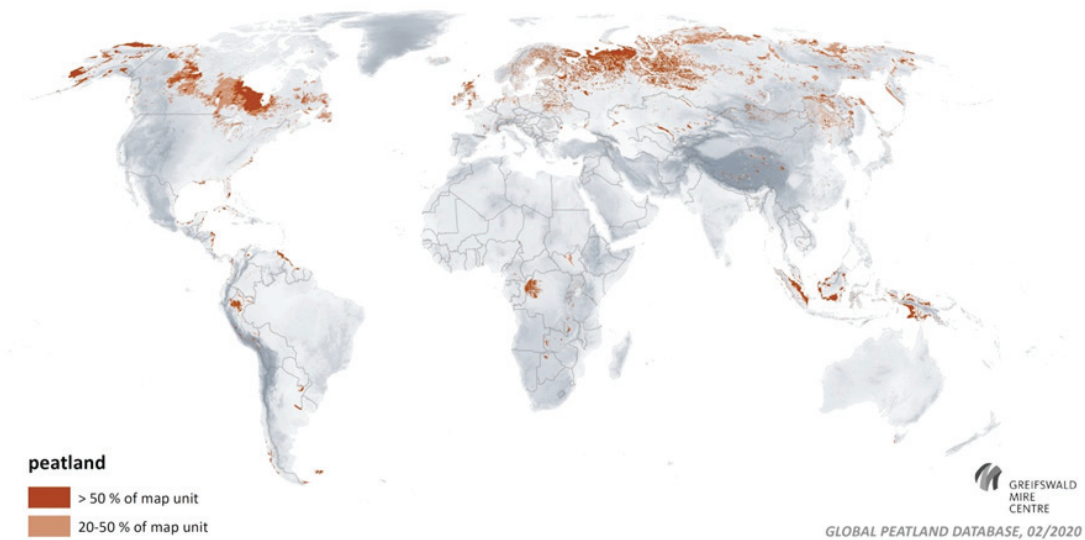 peatland
> 50 % of map unit
20-50 % of map unit
GREIFSWALD
MIRE
CENTRE
GLOBAL PEATLAND DATABASE, 02/2020